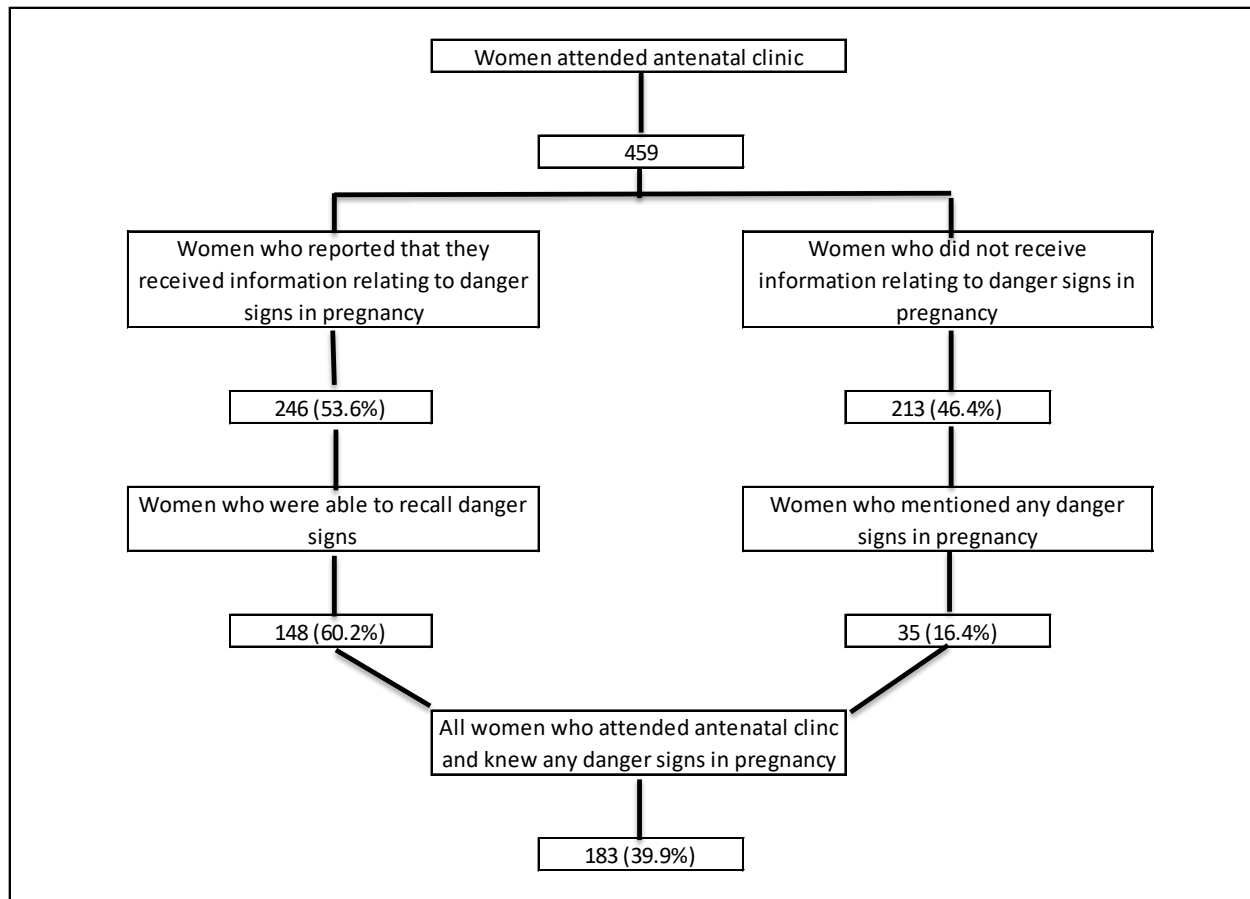 Women attended antenatal clinic
459
Women who reported that they
received information relating to danger
signs in pregnancy
Women who did not receive
information relating to danger signs in
pregnancy
246 (53.6%)
213 (46.4%)
Women who were able to recall danger
signs
Women who mentioned any danger
signs in pregnancy
148 (60.2%)
35 (16.4%)
All women who attended antenatal clinc
and knew any danger signs in pregnancy
183 (39.9%)